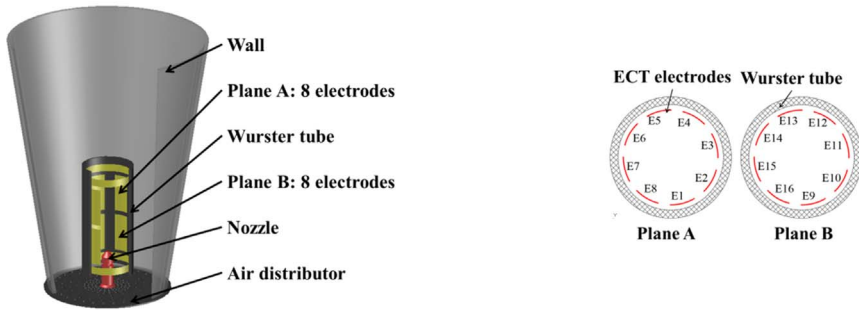 Wall
Plane A: 8 electrodes
Wurster tube
Plane B: 8 electrodes
Nozzle
Air distributor
ECT electrodes
E5
E4
E6
E3
E7
E2
E8
E1
Plane A
Wurster tube
E13
E12
E14
E11
E15
E10
E16
E9
Plane B